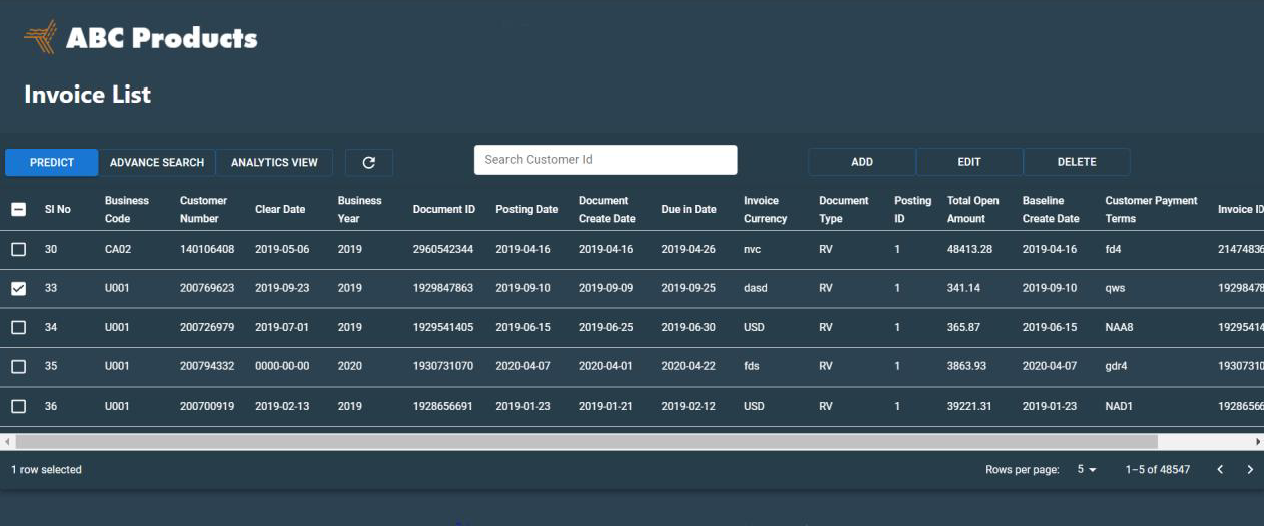 ABC Products
Invoice List
PREDICT ADVANCE SEARCH ANALYTICS VIEW Search Customer Id ADD EDIT DELETE
Sl No Business Code Customer Number Clear Date Business Year Document ID Posting Date Document Create Date Due in Date Invoice Currency Document Type Posting ID Total Open Amount Baseline Create Date Customer Payment Terms Invoice ID
30 CA02 140106408 2019-05-06 2019 2960542344 2019-04-16 2019-04-16 2019-04-26 nvc RV 1 48413.28 2019-04-16 fd4 21474836
33 U001 200769623 2019-09-23 2019 1929847863 2019-09-10 2019-09-09 2019-09-25 dasd RV 1 341.14 2019-09-10 qws 19298478
34 U001 200726979 2019-07-01 2019 1929541405 2019-06-15 2019-06-25 2019-06-30 USD RV 1 365.87 2019-06-15 NAA8 19295414
35 U001 200794332 0000-00-00 2020 1930731070 2020-04-07 2020-04-01 2020-04-22 fds RV 1 3863.93 2020-04-07 gdr4 19307310
36 U001 200700919 2019-02-13 2019 1928656691 2019-01-23 2019-01-21 2019-02-12 USD RV 1 39221.31 2019-01-23 NAD1 19286566
1 row selected Rows per page: 5 1–5 of 48547